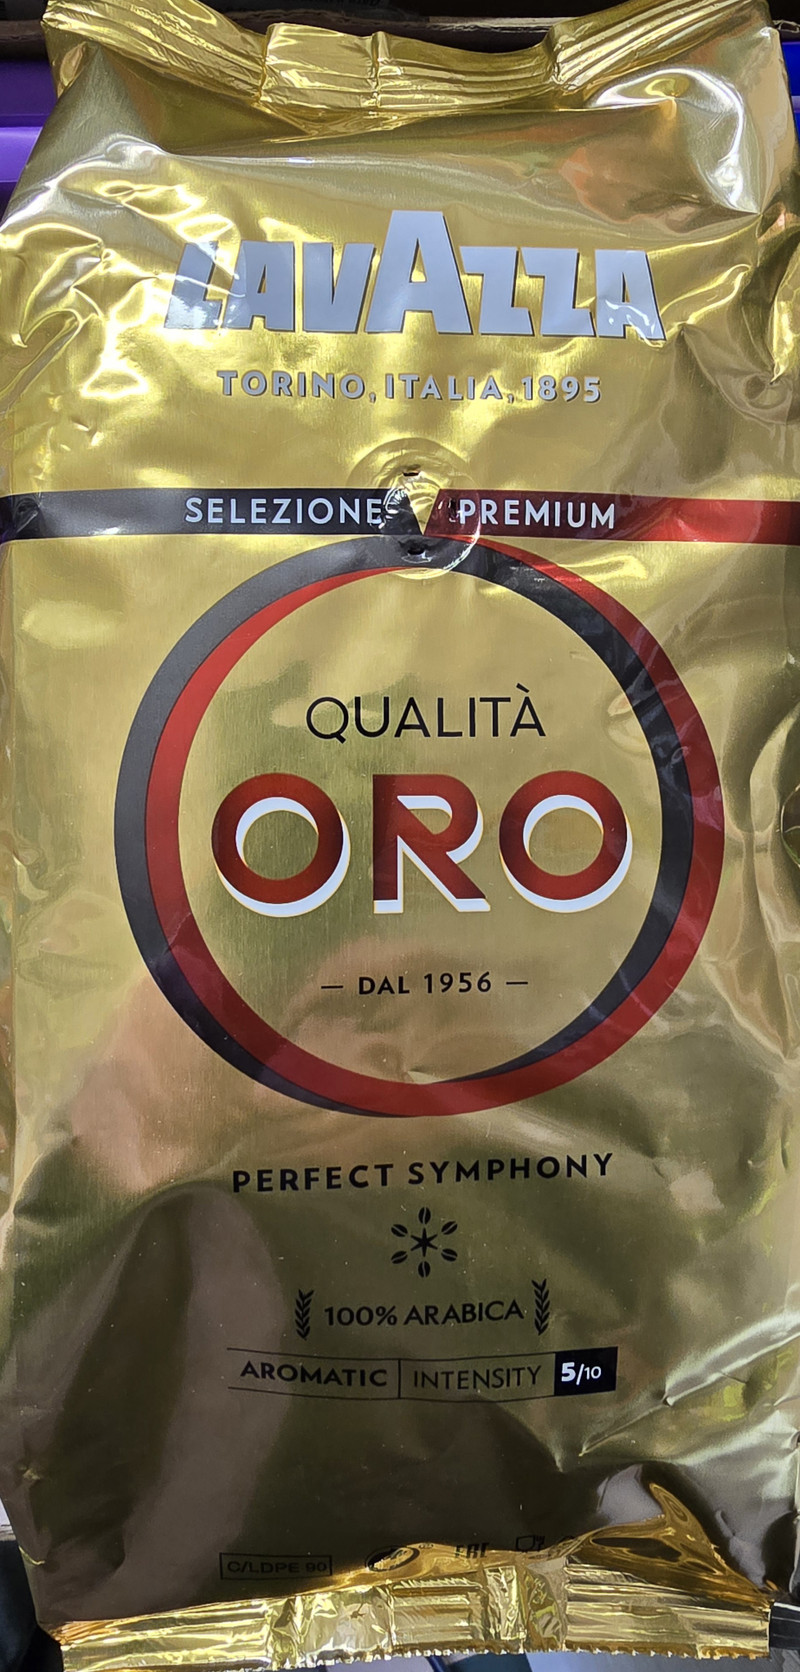 LAVAZZA
TORINO, ITALIA, 1895
SELEZIONE PREMIUM
QUALITÀ
ORO
— DAL 1956 —
PERFECT SYMPHONY
100% ARABICA
AROMATIC INTENSITY 5/10
C/LDPE 90